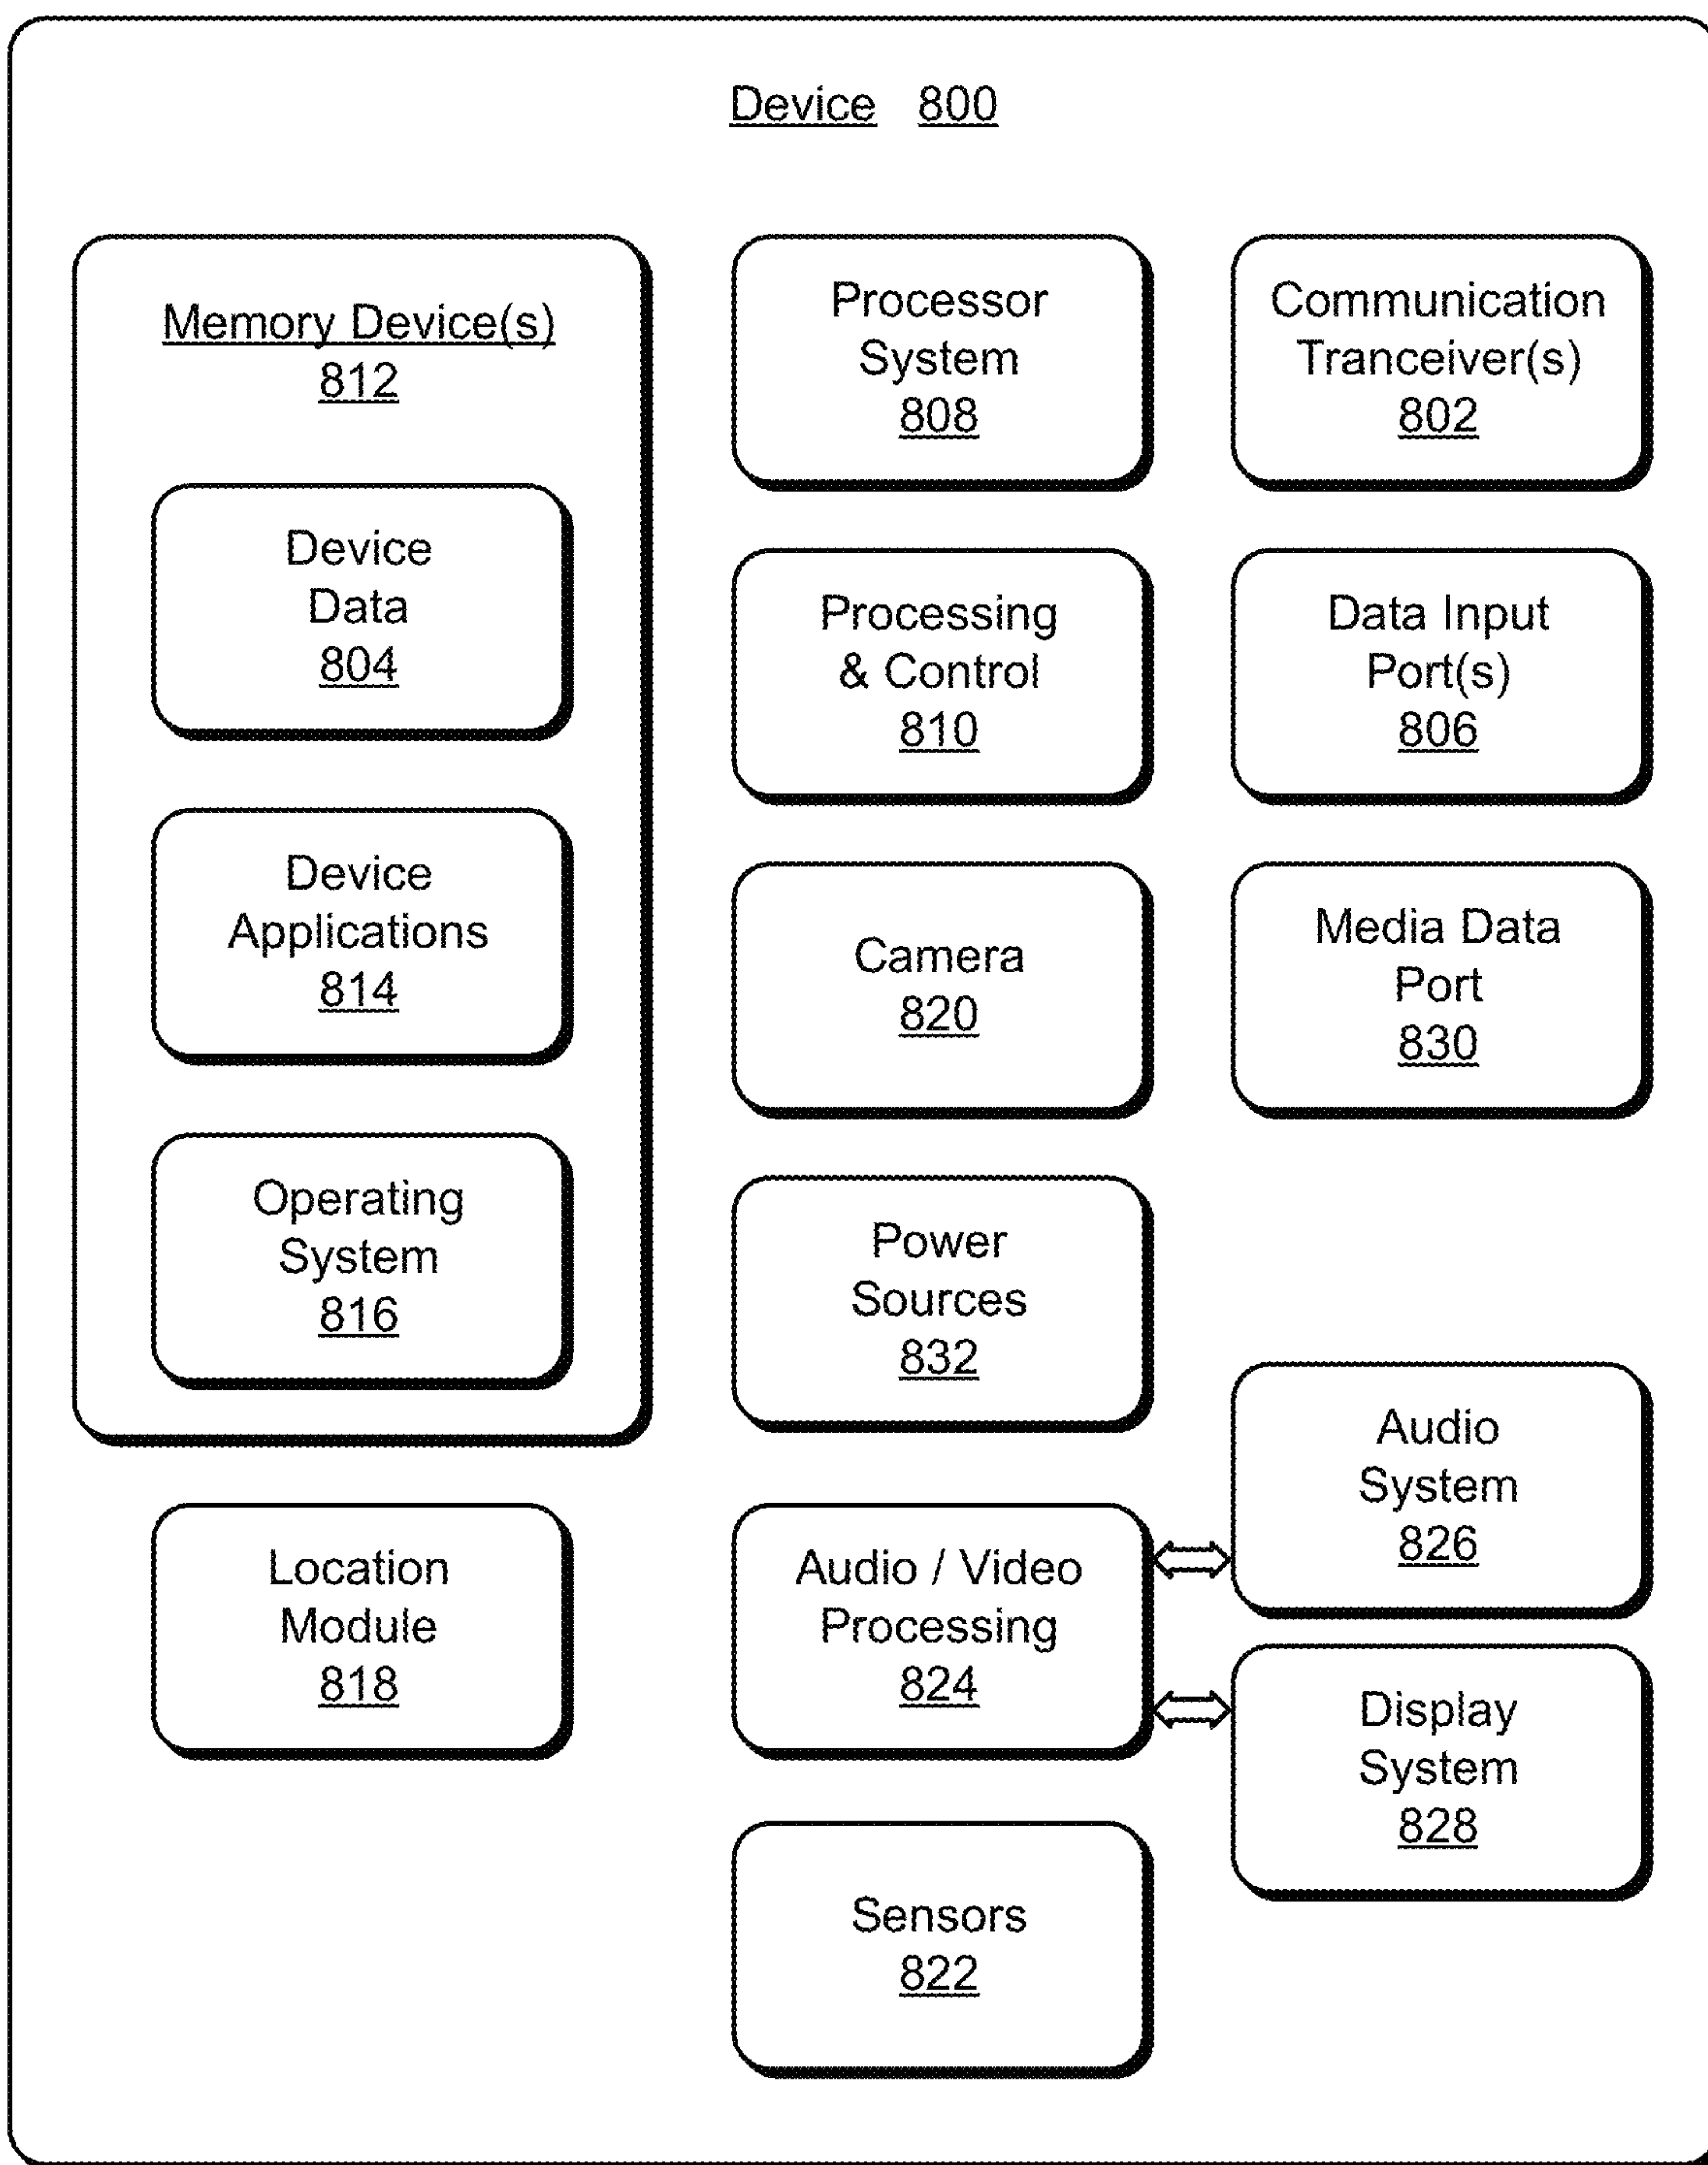 Device 800
Memory Device(s)
812
Device
Data
804
Device
Applications
814
Operating
System
816
Location
Module
818
Processor
System
808
Processing
& Control
810
Camera
820
Power
Sources
832
Audio / Video
Processing
824
Sensors
822
Communication
Tranceiver(s)
802
Data Input
Port(s)
806
Media Data
Port
830
Audio
System
826
Display
System
828